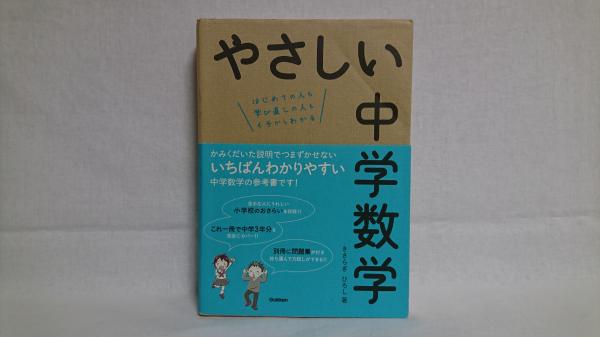 やさしい
中学数学
はじめての人も
学び直しの人も
イチからわかる
かみくだいた説明でつまずかせない
いちばんわかりやすい
中学数学の参考書です!
小学校のおさらいも
これ一冊で中学3年分を
別冊に問題集が付き
きさらぎ ひろし 著
Gakken